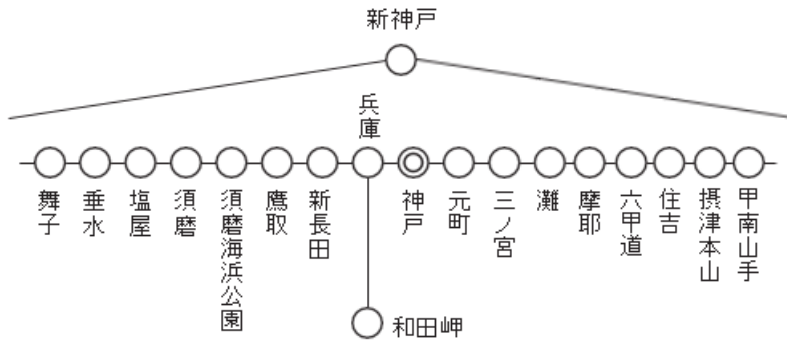 新神戸
兵庫
舞子
垂水
塩屋
須磨
須磨海浜公園
鷹取
新長田
神戸
元町
三ノ宮
灘
摩耶
六甲道
住吉
摂津本山
甲南山手
和田岬